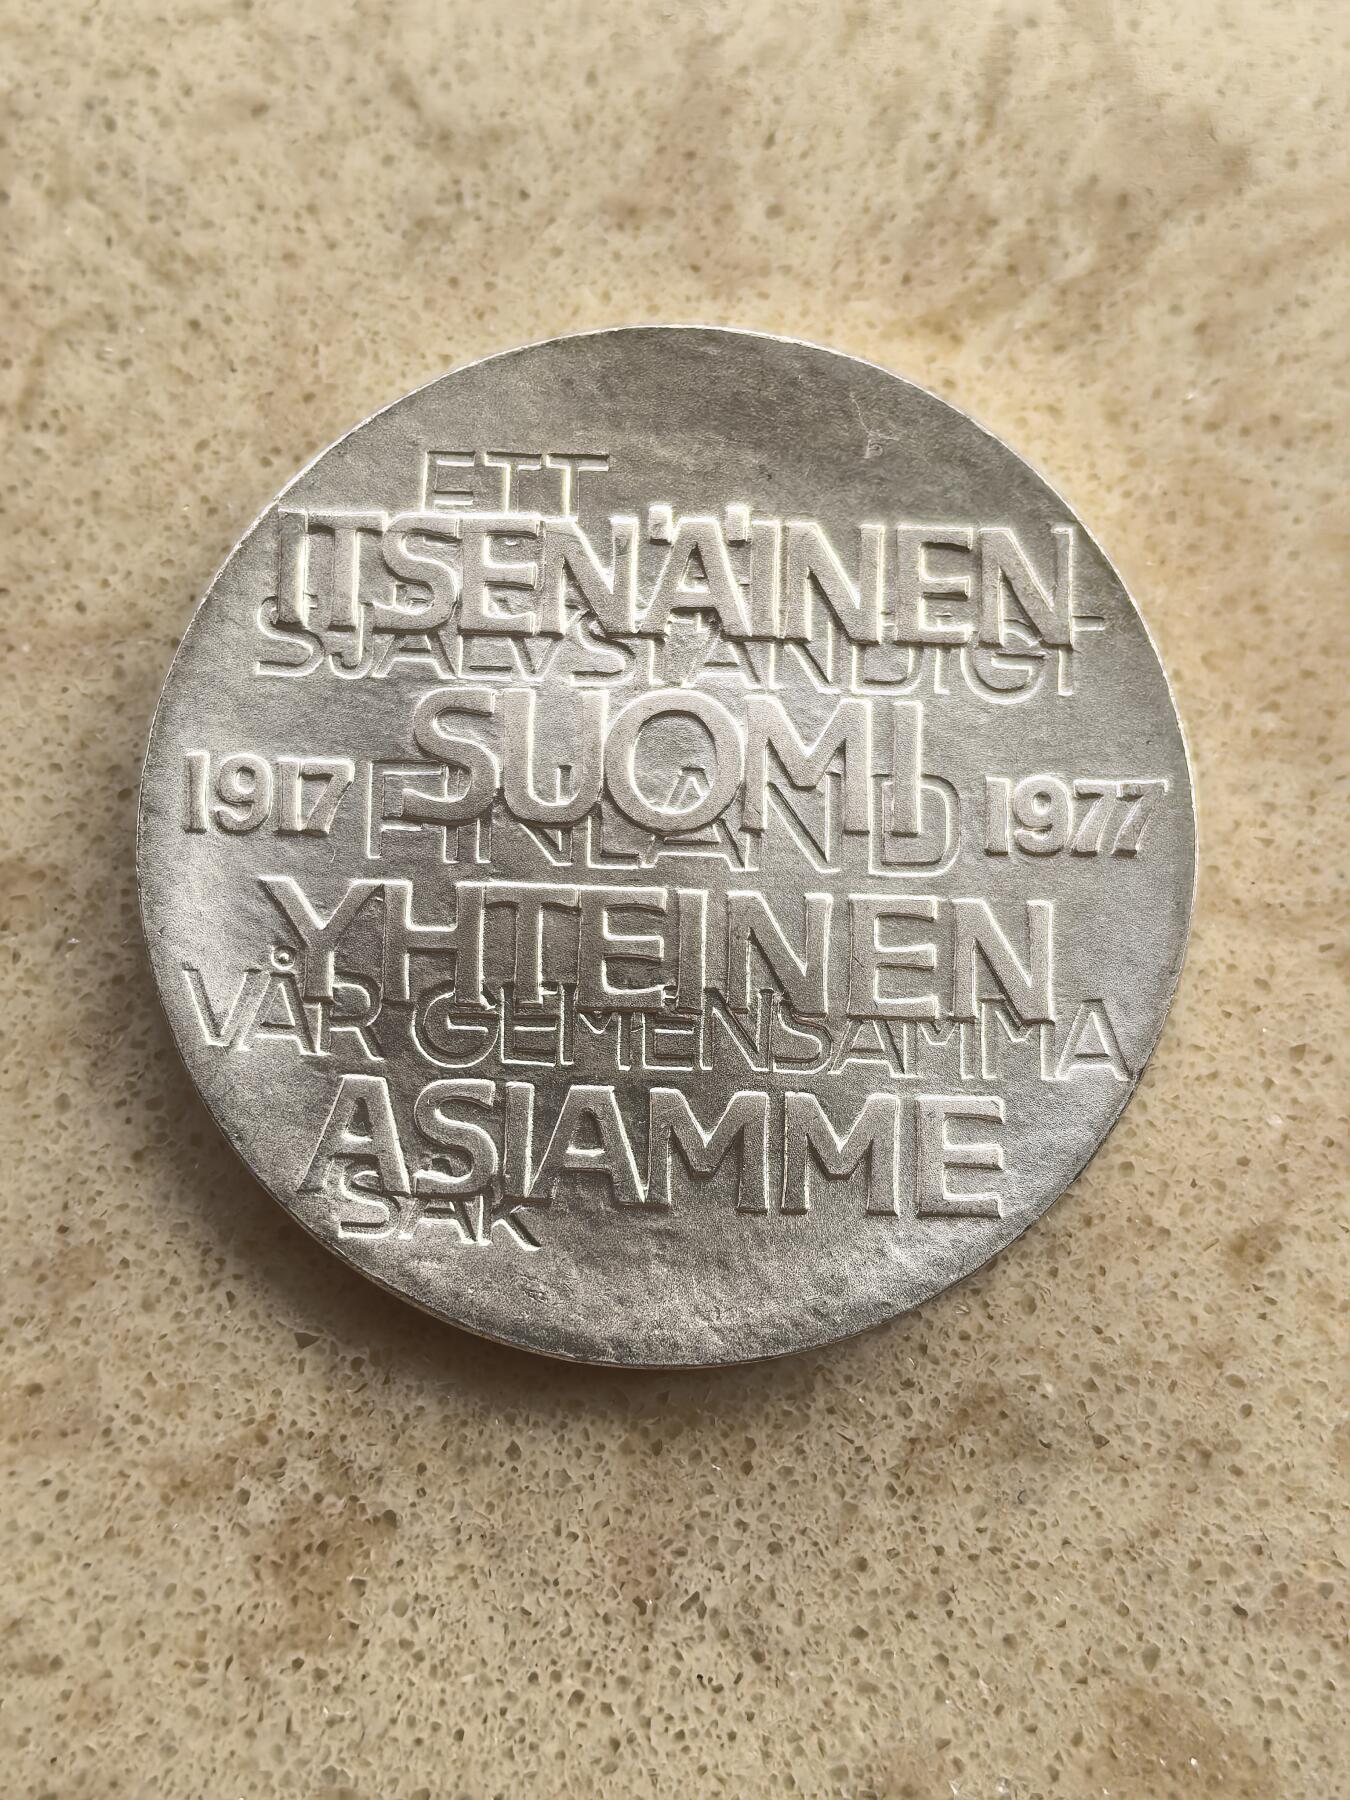 ETT
ITSENÄINEN
SJÄLVSTÄNDIGT
SUOMI
1917 FINLAND 1977
YHTEINEN
VÅR GEMENSAMMA
ASIAMME
SAK